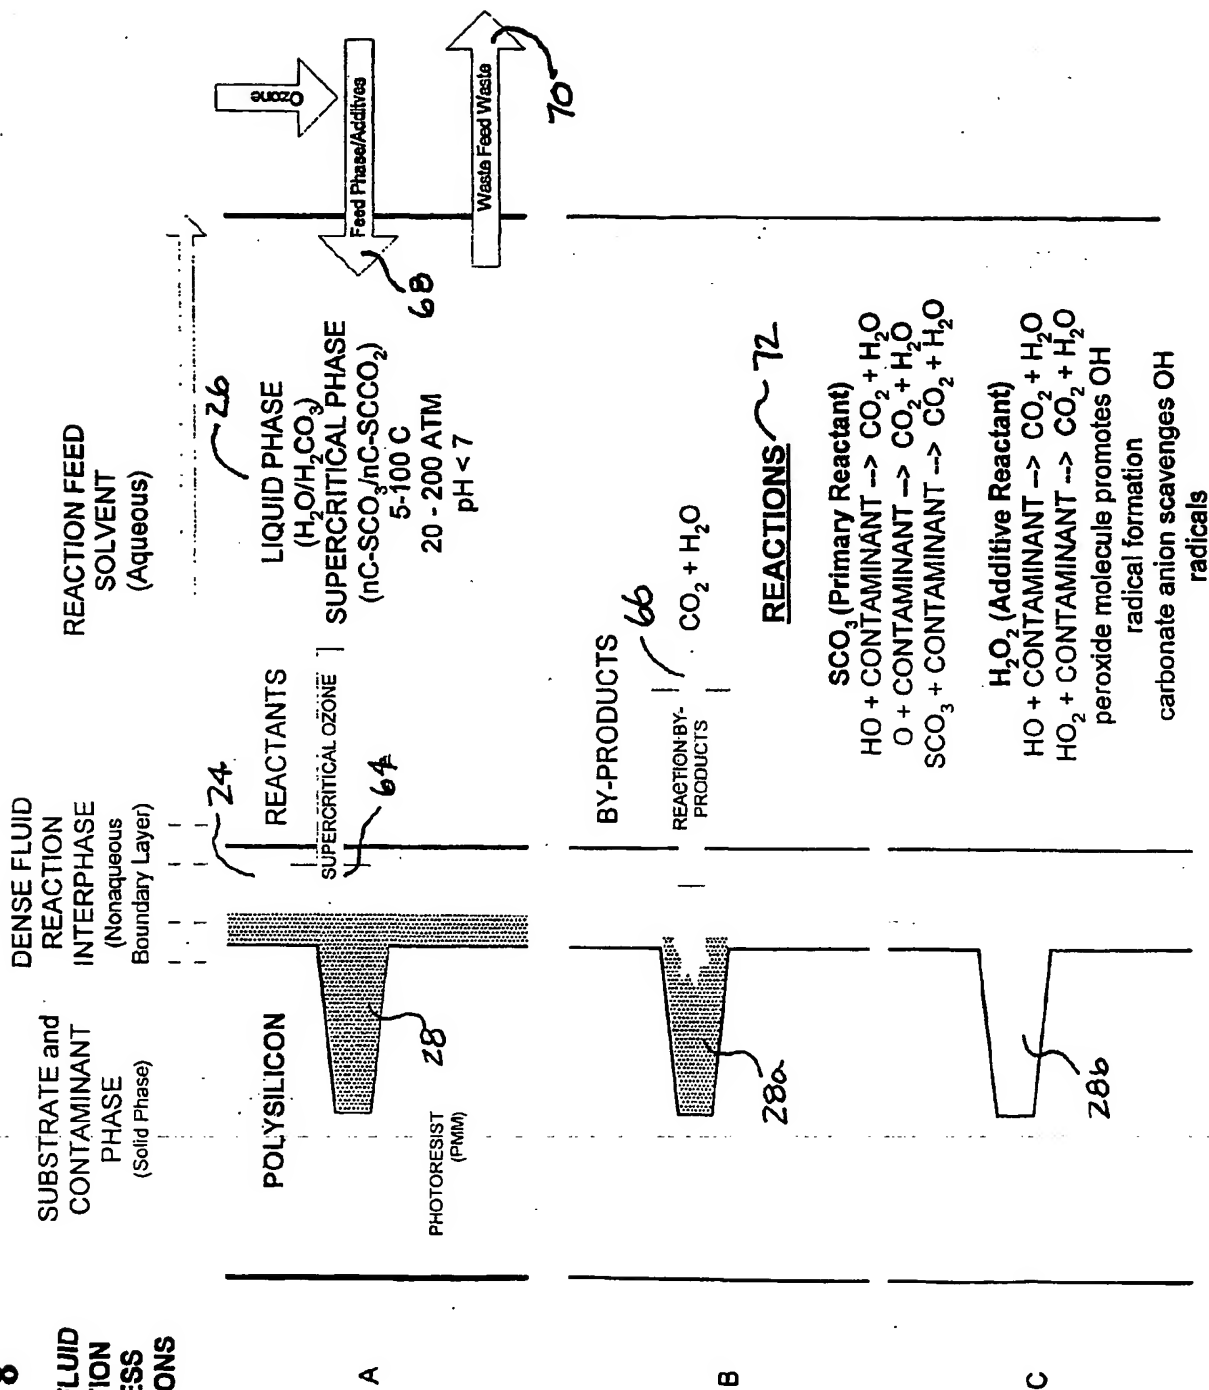 8
FLUID
TION
ESS
ONS
SUBSTRATE and
CONTAMINANT
PHASE
(Solid Phase)
DENSE FLUID
REACTION
INTERPHASE
(Nonaqueous
Boundary Layer)
REACTION FEED
SOLVENT
(Aqueous)
A
POLYSILICON
PHOTORESIST
(PMM)
28
24
REACTANTS
SUPERCRITICAL OZONE
64
26
LIQUID PHASE
(H₂O/H₂CO₃)
SUPERCRITICAL PHASE
(nC-SCO₃/nC-SCCO₂)
5-100 C
20 - 200 ATM
pH < 7
Ozone
Feed Phase/Additives
68
Waste Feed Waste
70
B
28a
BY-PRODUCTS
REACTION BY-
PRODUCTS
66
CO₂ + H₂O
C
28b
REACTIONS
72
SCO₃ (Primary Reactant)
HO + CONTAMINANT --> CO₂ + H₂O
O + CONTAMINANT --> CO₂ + H₂O
SCO₃ + CONTAMINANT --> CO₂ + H₂O
H₂O₂ (Additive Reactant)
HO + CONTAMINANT --> CO₂ + H₂O
HO₂ + CONTAMINANT --> CO₂ + H₂O
peroxide molecule promotes OH
radical formation
carbonate anion scavenges OH
radicals